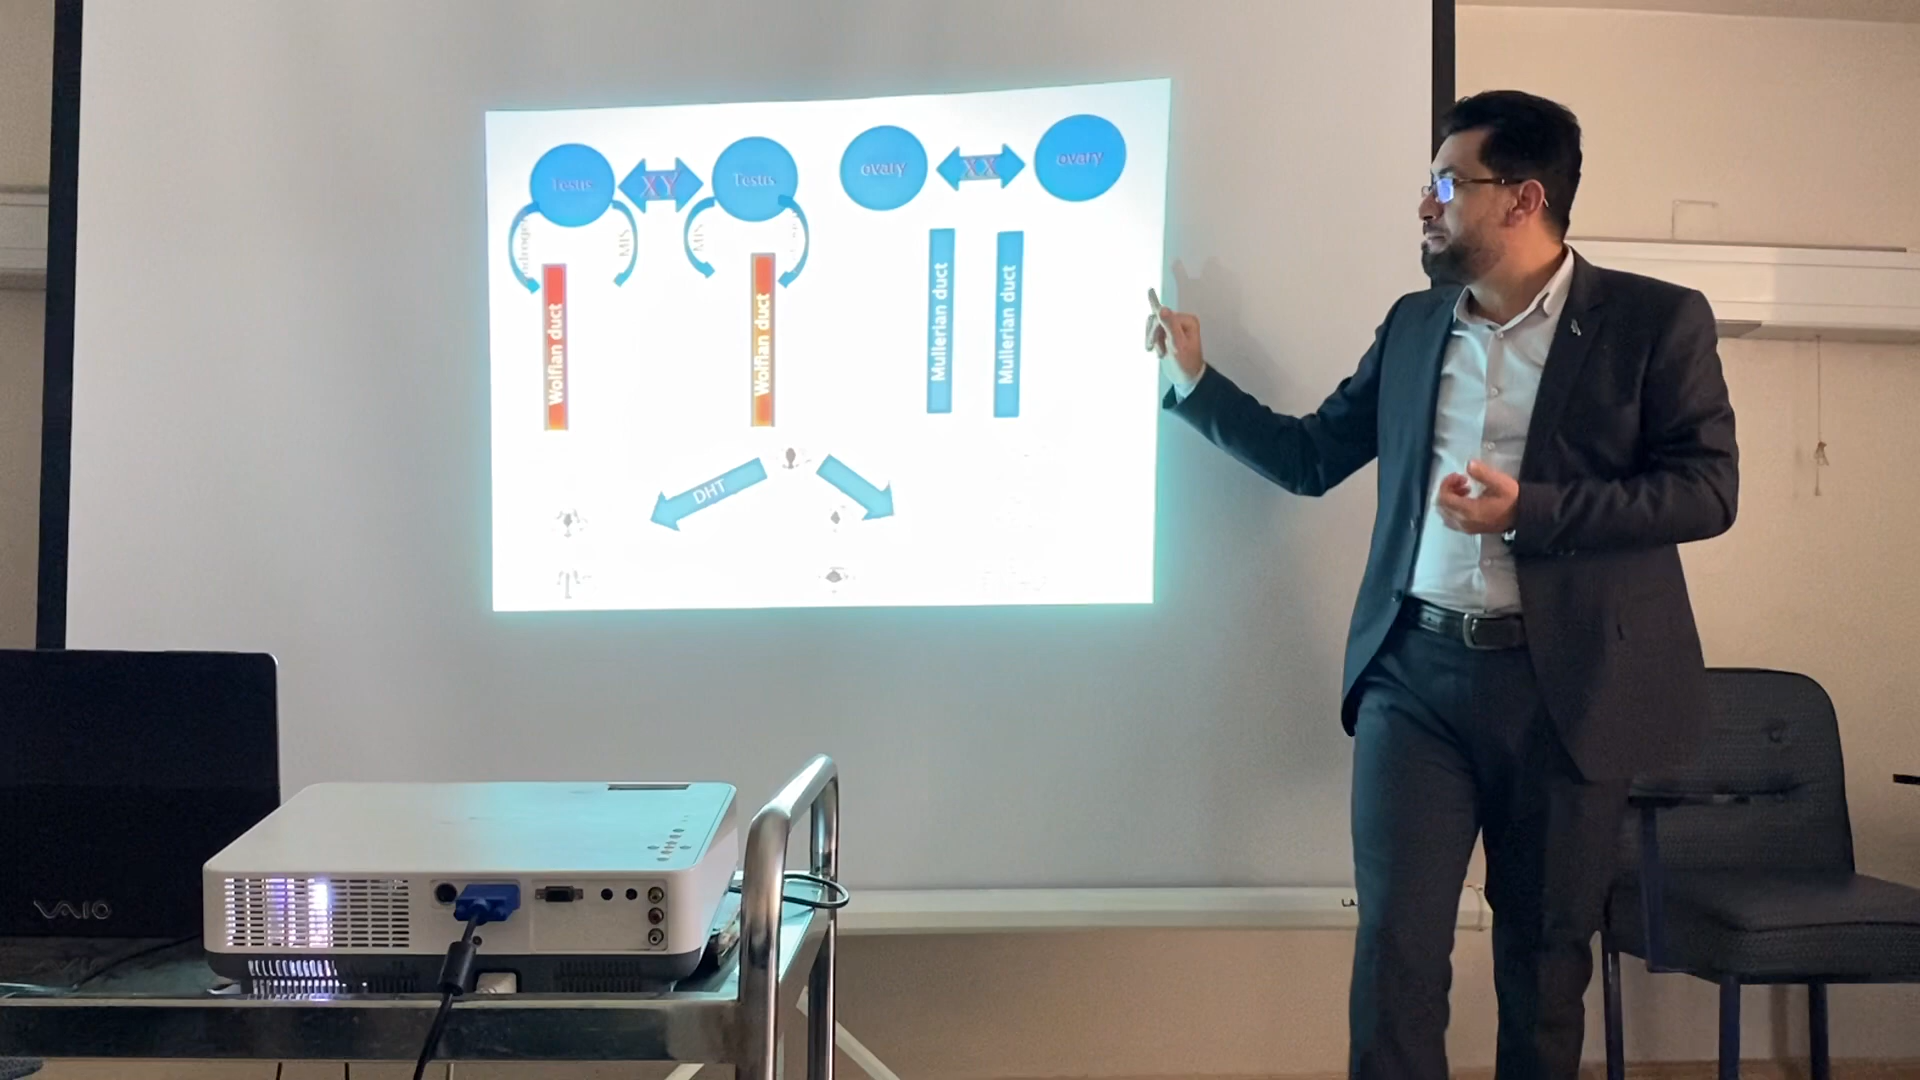 Testis
XY
Testis
ovary
XX
ovary
MIS
MIS
Wolfian duct
Wolfian duct
Mullerian duct
Mullerian duct
DHT
VAIO